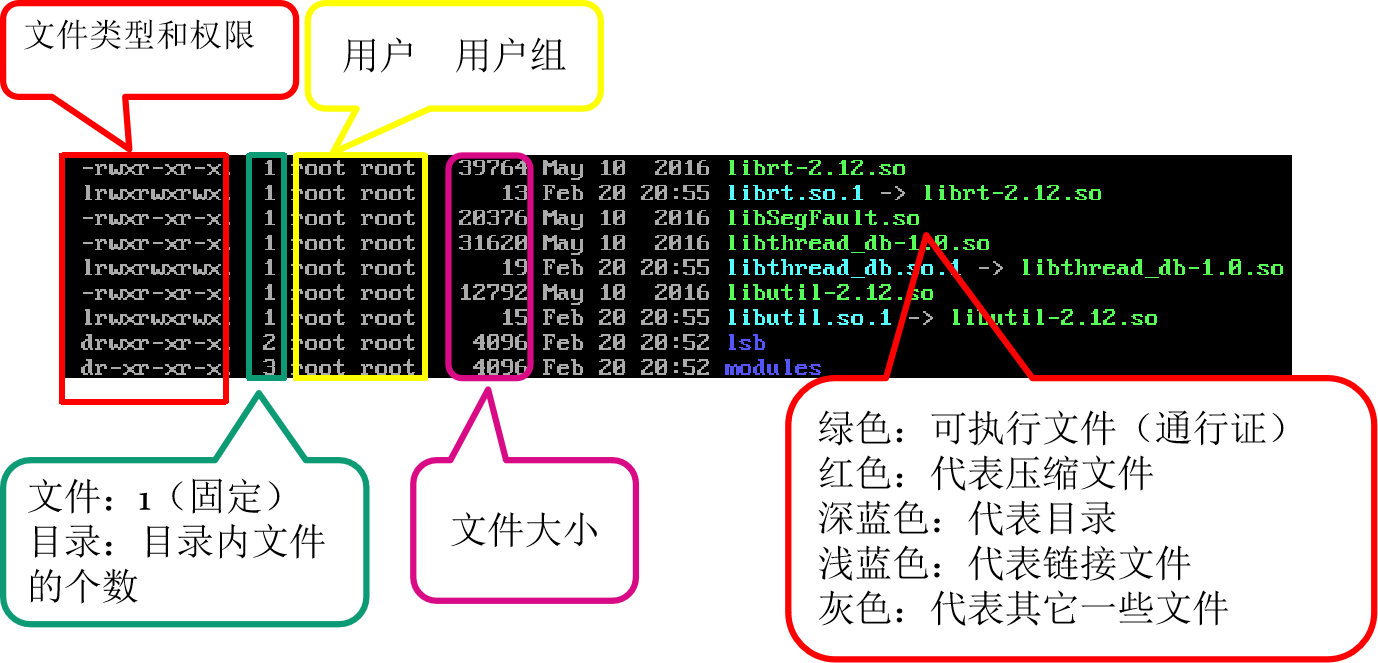 文件类型和权限
用户 用户组
-rwxr-xr-x. 1 root root 39764 May 10 2016 librt-2.12.so
lrwxrwxrwx. 1 root root 13 Feb 20 20:55 librt.so.1 -> librt-2.12.so
-rwxr-xr-x. 1 root root 20376 May 10 2016 libSegFault.so
-rwxr-xr-x. 1 root root 31620 May 10 2016 libthread_db-1.0.so
lrwxrwxrwx. 1 root root 19 Feb 20 20:55 libthread_db.so.1 -> libthread_db-1.0.so
-rwxr-xr-x. 1 root root 12792 May 10 2016 libutil-2.12.so
lrwxrwxrwx. 1 root root 15 Feb 20 20:55 libutil.so.1 -> libutil-2.12.so
drwxr-xr-x. 2 root root 4096 Feb 20 20:52 lsb
dr-xr-xr-x. 3 root root 4096 Feb 20 20:52 modules
文件：1（固定）
目录：目录内文件
的个数
文件大小
绿色：可执行文件（通行证）
红色：代表压缩文件
深蓝色：代表目录
浅蓝色：代表链接文件
灰色：代表其它一些文件